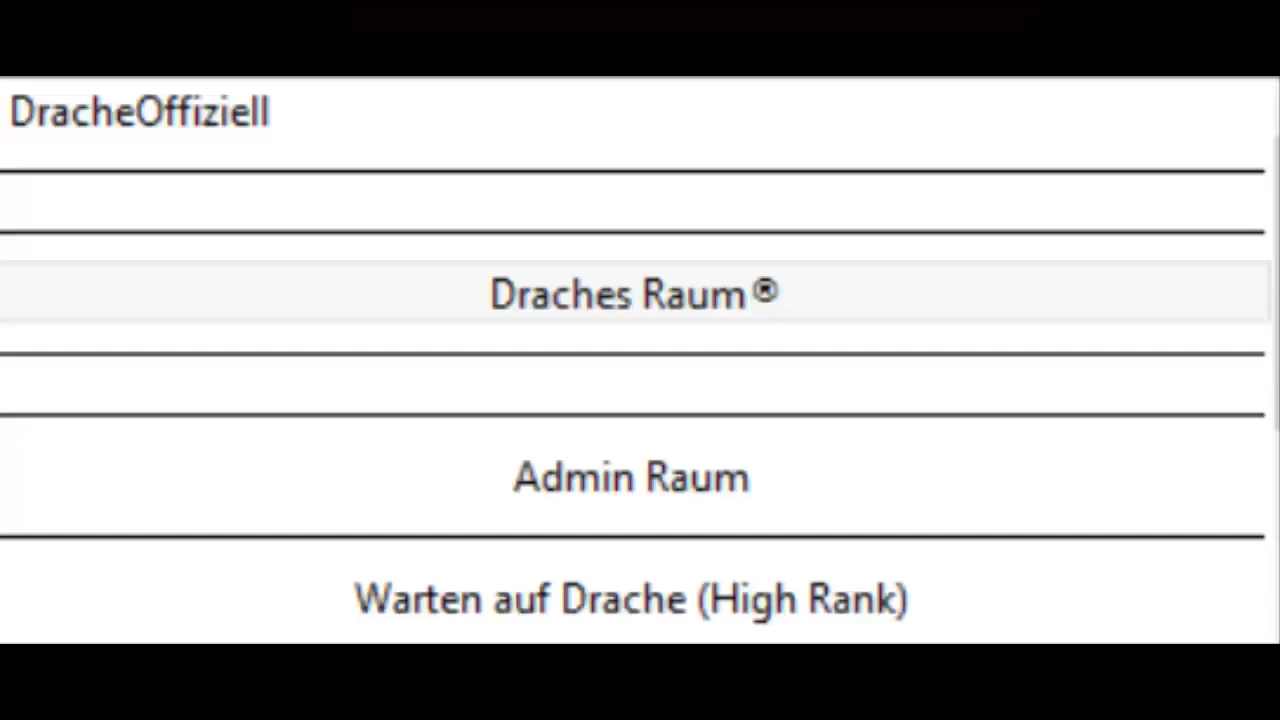 DracheOffiziell
Draches Raum®
Admin Raum
Warten auf Drache (High Rank)